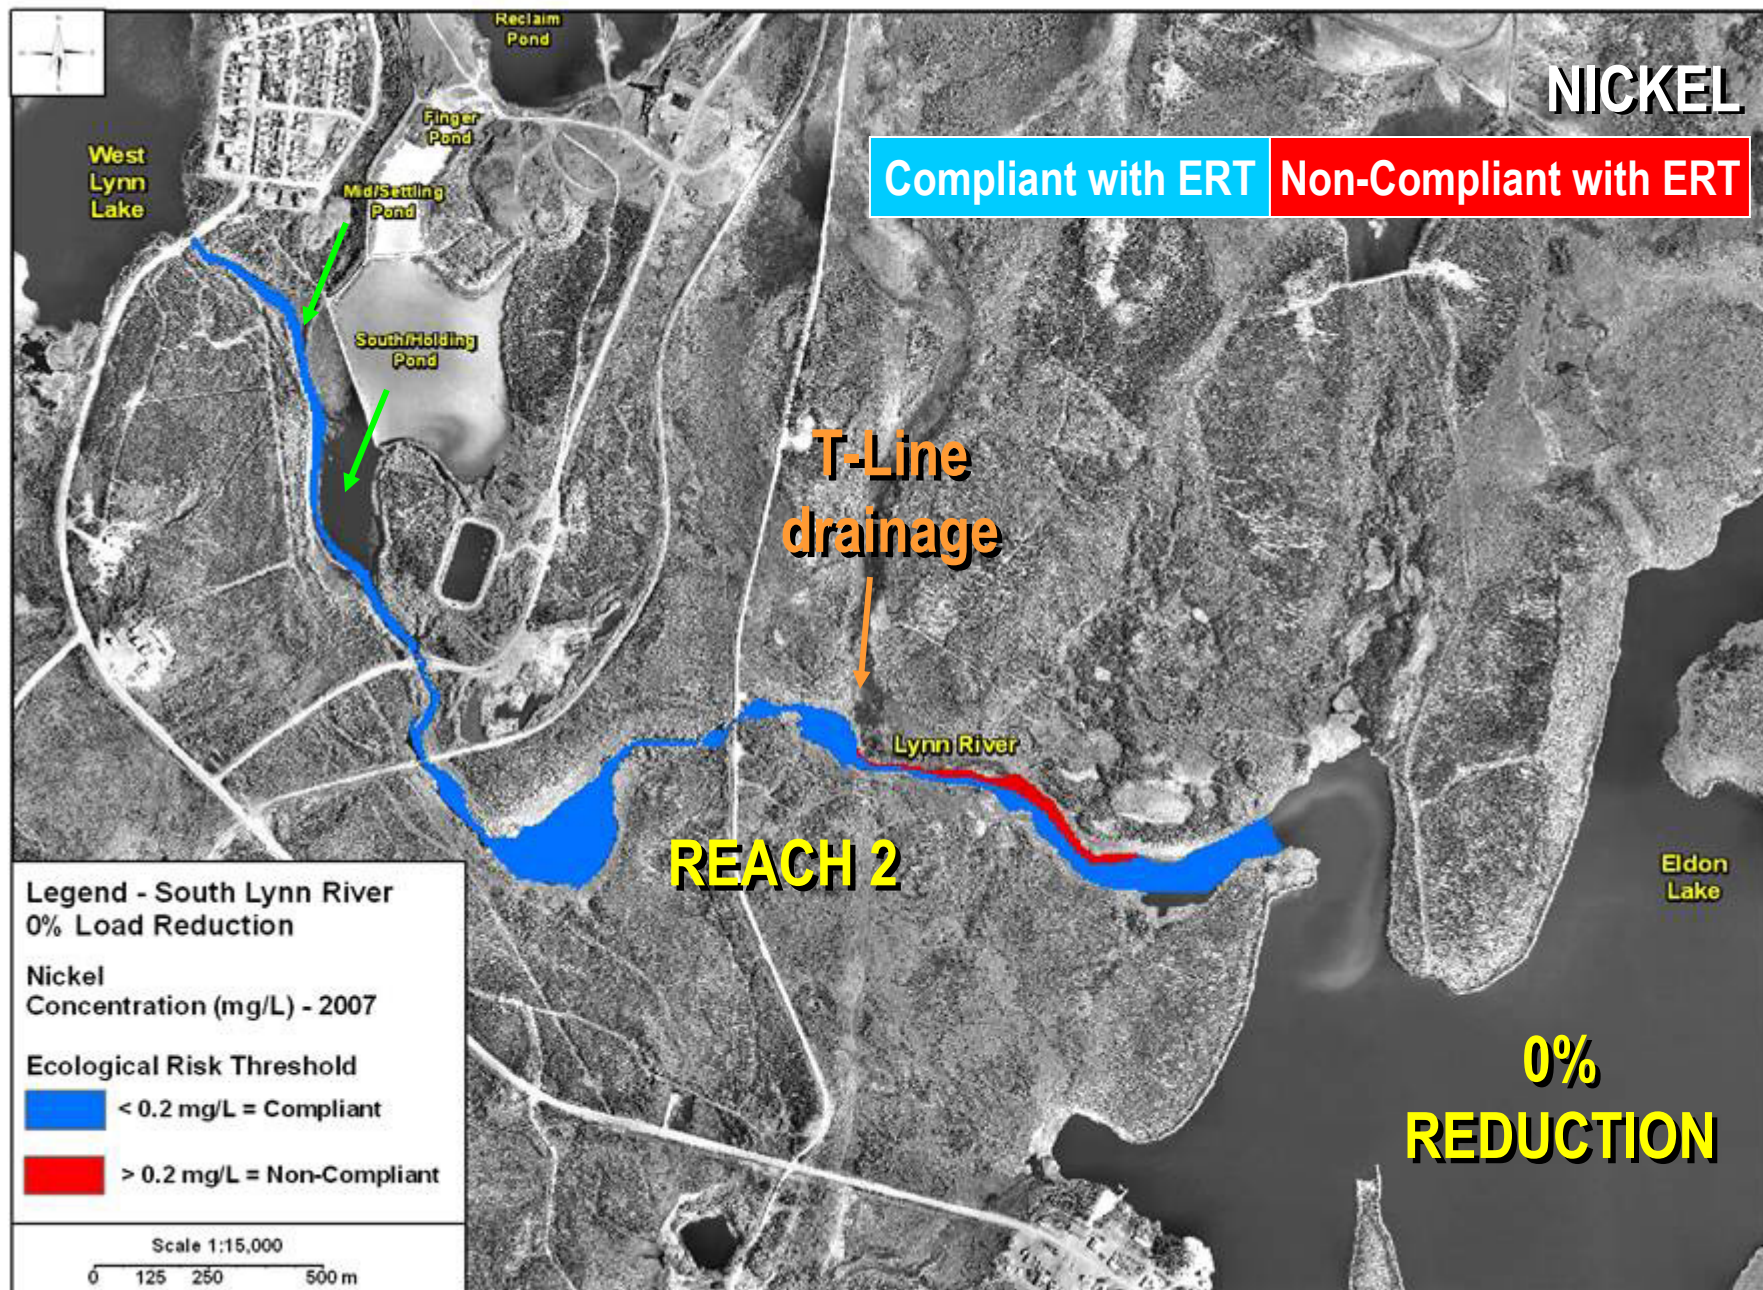 Reclaim
Pond
NICKEL
Compliant with ERT
Non-Compliant with ERT
Finger
Pond
West
Lynn
Lake
Mid/Settling
Pond
South/Holding
Pond
T-Line
drainage
Lynn River
REACH 2
Eldon
Lake
0%
REDUCTION
Legend - South Lynn River
0% Load Reduction
Nickel
Concentration (mg/L) - 2007
Ecological Risk Threshold
< 0.2 mg/L = Compliant
> 0.2 mg/L = Non-Compliant
Scale 1:15,000
0 125 250 500 m